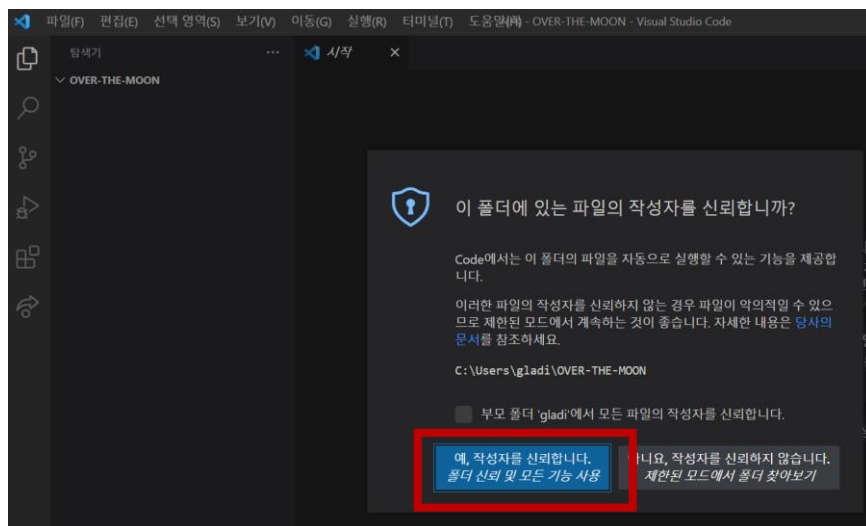 파일(F) 편집(E) 선택 영역(S) 보기(V) 이동(G) 실행(R) 터미널(T) 도움말 - OVER-THE-MOON - Visual Studio Code
탐색기 ··· 시작 ×
OVER-THE-MOON
이 폴더에 있는 파일의 작성자를 신뢰합니까?
Code에서는 이 폴더의 파일을 자동으로 실행할 수 있는 기능을 제공합
니다.
이러한 파일의 작성자를 신뢰하지 않는 경우 파일이 악의적일 수 있으
므로 제한된 모드에서 계속하는 것이 좋습니다. 자세한 내용은 당사의
문서를 참조하세요.
C:\Users\gladi\OVER-THE-MOON
부모 폴더 'gladi'에서 모든 파일의 작성자를 신뢰합니다.
예, 작성자를 신뢰합니다.
폴더 신뢰 및 모든 기능 사용
작성자를 신뢰하지 않습니다.
제한된 모드에서 폴더 찾아보기